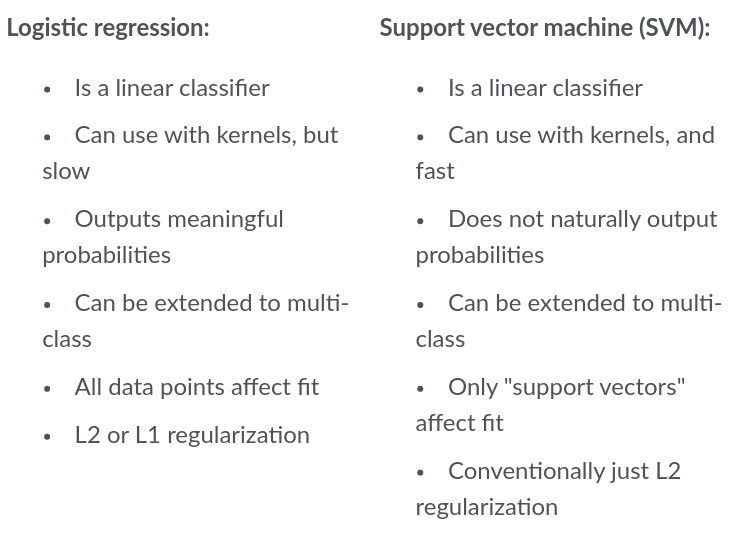 Logistic regression:
• Is a linear classifier
• Can use with kernels, but
slow
• Outputs meaningful
probabilities
• Can be extended to multi-
class
• All data points affect fit
• L2 or L1 regularization
Support vector machine (SVM):
• Is a linear classifier
• Can use with kernels, and
fast
• Does not naturally output
probabilities
• Can be extended to multi-
class
• Only "support vectors"
affect fit
• Conventionally just L2
regularization